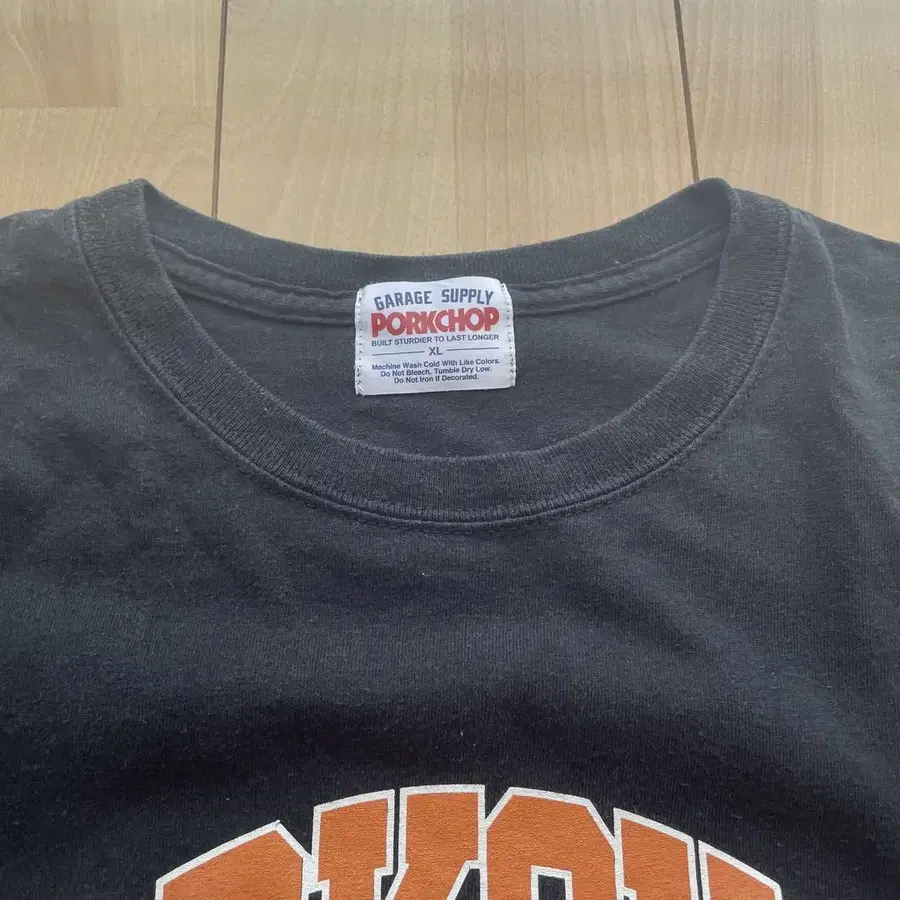 GARAGE SUPPLY
PORKCHOP
BUILT STURDIER TO LAST LONGER
XL
Machine Wash Cold With Like Colors.
Do Not Bleach, Tumble Dry Low.
Do Not Iron If Decorated.